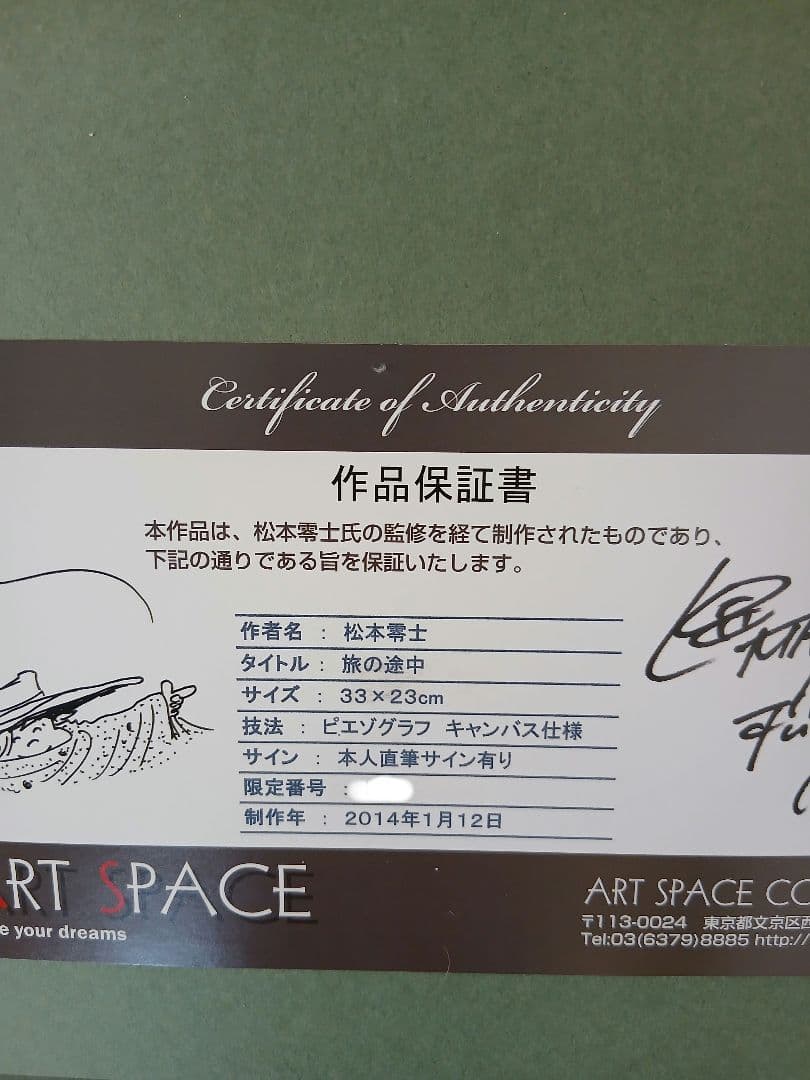 Certificate of Authenticity
作品保証書
本作品は、松本零士氏の監修を経て制作されたものであり、
下記の通りである旨を保証いたします。
作者名 : 松本零士
タイトル : 旅の途中
サイズ : 33×23cm
技法 : ピエゾグラフ キャンバス仕様
サイン : 本人直筆サイン有り
限定番号 :
制作年 : 2014年1月12日
ART SPACE
e your dreams
ART SPACE CO
〒113-0024 東京都文京区西
Tel:03(6379)8885 http://